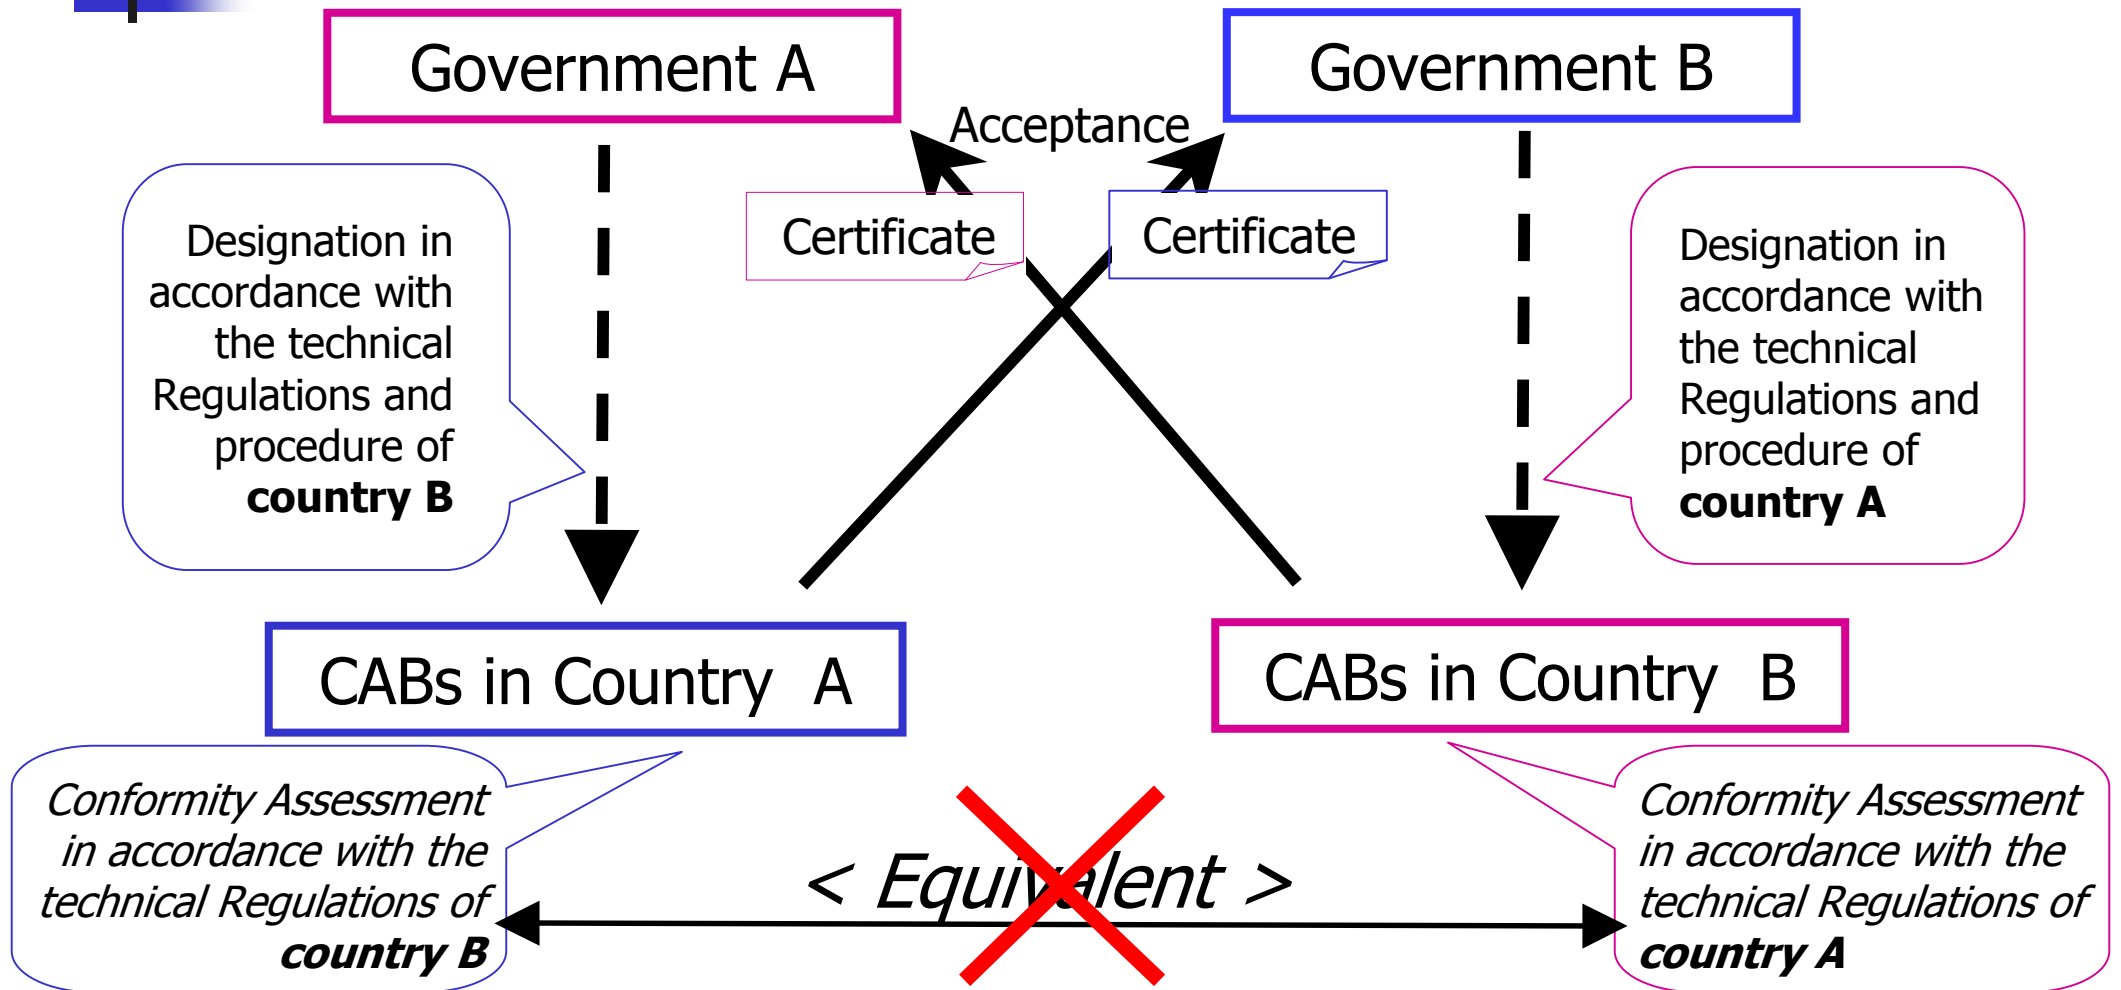 Government A
Government B
Acceptance
Certificate
Certificate
Designation in
accordance with
the technical
Regulations and
procedure of
country B
Designation in
accordance with
the technical
Regulations and
procedure of
country A
CABs in Country A
CABs in Country B
Conformity Assessment
in accordance with the
technical Regulations of
country B
< Equivalent >
Conformity Assessment
in accordance with the
technical Regulations of
country A